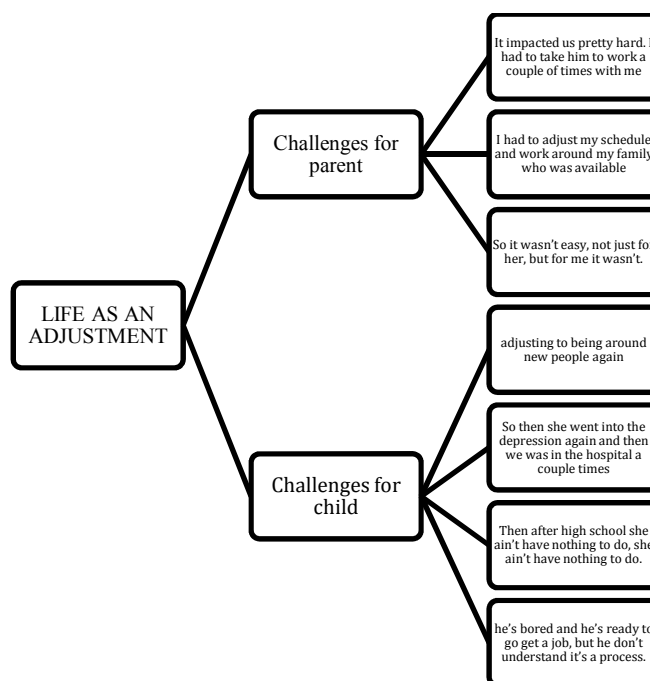 LIFE AS AN
ADJUSTMENT
Challenges for
parent
It impacted us pretty hard. I
had to take him to work a
couple of times with me
I had to adjust my schedule
and work around my family
who was available
So it wasn't easy, not just for
her, but for me it wasn't.
Challenges for
child
adjusting to being around
new people again
So then she went into the
depression again and then
we was in the hospital a
couple times
Then after high school she
ain't have nothing to do, she
ain't have nothing to do.
he's bored and he's ready to
go get a job, but he don't
understand it's a process.